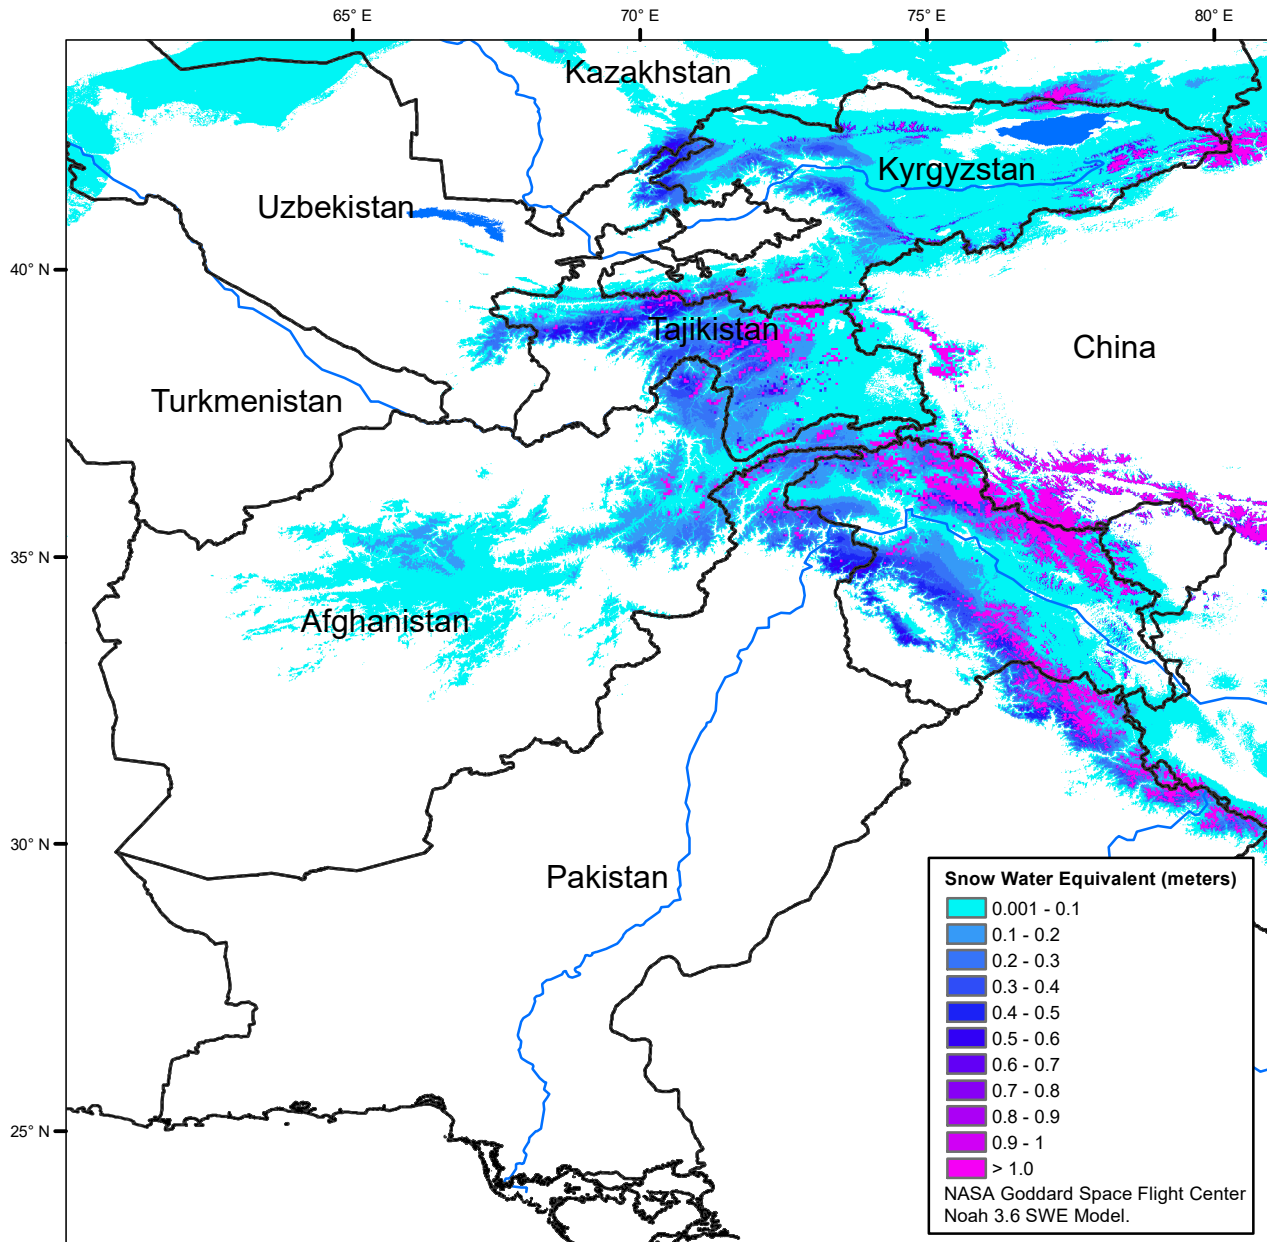 65° E
70° E
75° E
80° E
Kazakhstan
Kyrgyzstan
Uzbekistan
40° N
Tajikistan
China
Turkmenistan
35° N
Afghanistan
30° N
Pakistan
25° N
Snow Water Equivalent (meters)
0.001 - 0.1
0.1 - 0.2
0.2 - 0.3
0.3 - 0.4
0.4 - 0.5
0.5 - 0.6
0.6 - 0.7
0.7 - 0.8
0.8 - 0.9
0.9 - 1
> 1.0
NASA Goddard Space Flight Center
Noah 3.6 SWE Model.